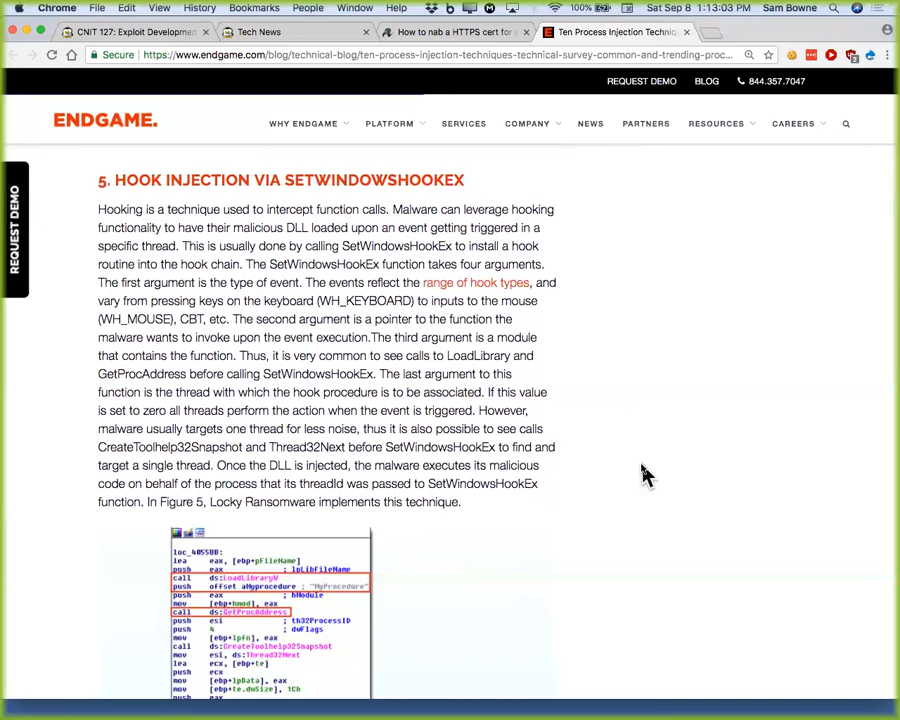 Chrome File Edit View History Bookmarks People Window Help 100% Sat Sep 8 1:13:03 PM Sam Bowne
CNIT 127: Exploit Developmen × Tech News × How to nab a HTTPS cert for × Ten Process Injection Technique ×
Secure https://www.endgame.com/blog/technical-blog/ten-process-injection-techniques-technical-survey-common-and-trending-proc...
REQUEST DEMO BLOG 844.357.7047
ENDGAME. WHY ENDGAME PLATFORM SERVICES COMPANY NEWS PARTNERS RESOURCES CAREERS
REQUEST DEMO
5. HOOK INJECTION VIA SETWINDOWSHOOKEX
Hooking is a technique used to intercept function calls. Malware can leverage hooking
functionality to have their malicious DLL loaded upon an event getting triggered in a
specific thread. This is usually done by calling SetWindowsHookEx to install a hook
routine into the hook chain. The SetWindowsHookEx function takes four arguments.
The first argument is the type of event. The events reflect the range of hook types, and
vary from pressing keys on the keyboard (WH_KEYBOARD) to inputs to the mouse
(WH_MOUSE), CBT, etc. The second argument is a pointer to the function the
malware wants to invoke upon the event execution.The third argument is a module
that contains the function. Thus, it is very common to see calls to LoadLibrary and
GetProcAddress before calling SetWindowsHookEx. The last argument to this
function is the thread with which the hook procedure is to be associated. If this value
is set to zero all threads perform the action when the event is triggered. However,
malware usually targets one thread for less noise, thus it is also possible to see calls
CreateToolhelp32Snapshot and Thread32Next before SetWindowsHookEx to find and
target a single thread. Once the DLL is injected, the malware executes its malicious
code on behalf of the process that its threadId was passed to SetWindowsHookEx
function. In Figure 5, Locky Ransomware implements this technique.
loc_4055BB:
lea eax, [ebp+pFileName]
push eax ; lpLibFileName
call ds:LoadLibraryW
push offset aMyprocedure ; "MyProcedure"
push eax ; hModule
mov [ebp+hmod], eax
call ds:GetProcAddress
push esi ; th32ProcessID
push 4 ; dwFlags
mov [ebp+lpfn], eax
call ds:CreateToolhelp32Snapshot
mov esi, ds:Thread32Next
lea ecx, [ebp+te]
push ecx
mov [ebp+lpData], eax
mov [ebp+te.dwSize], 1Ch
push eax